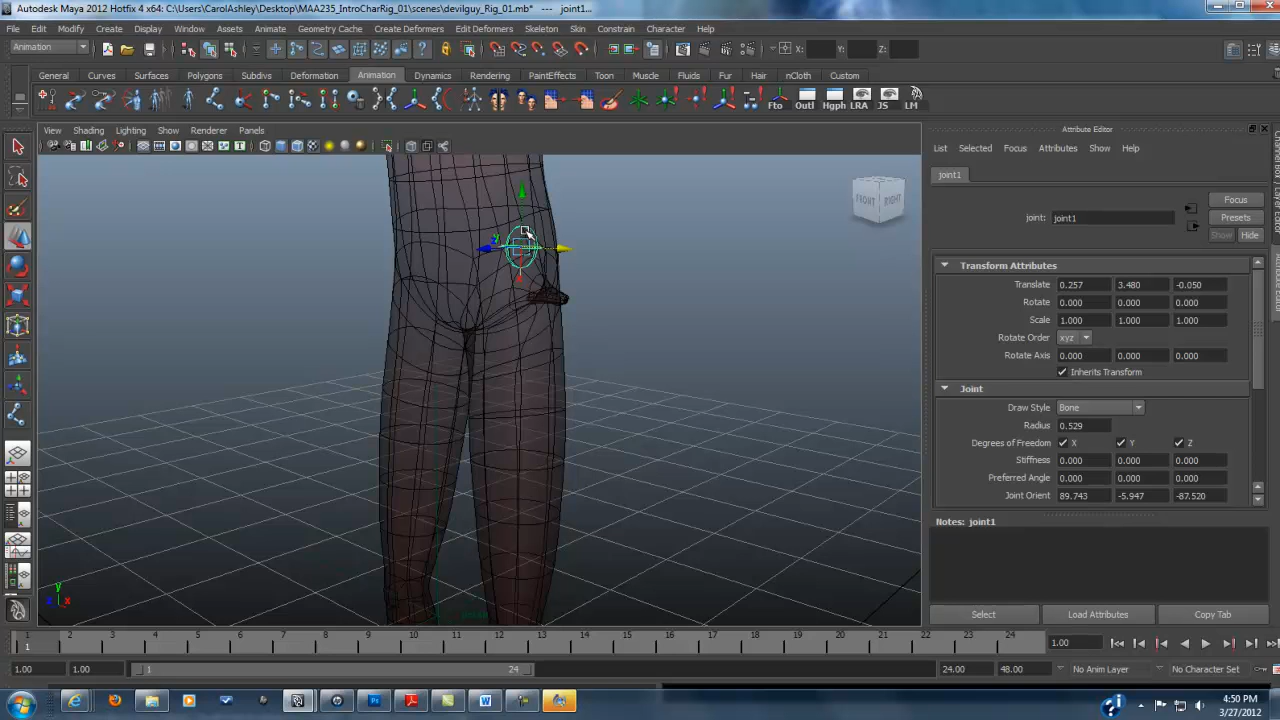 Autodesk Maya 2012 Hotfix 4 x64: C:\Users\CarolAshley\Desktop\MAA235_IntroCharRig_01\scenes\devilguy_Rig_01.mb* --- joint1...
File Edit Modify Create Display Window Assets Animate Geometry Cache Create Deformers Edit Deformers Skeleton Skin Constrain Character Help
Animation X: Y: Z:
General Curves Surfaces Polygons Subdivs Deformation Animation Dynamics Rendering PaintEffects Toon Muscle Fluids Fur Hair nCloth Custom
Fto Outl Hgph LRA JS LM
View Shading Lighting Show Renderer Panels
Attribute Editor
List Selected Focus Attributes Show Help
joint1
Focus
joint: joint1 Presets
Show Hide
Transform Attributes
Translate 0.257 3.480 -0.050
Rotate 0.000 0.000 0.000
Scale 1.000 1.000 1.000
Rotate Order xyz
Rotate Axis 0.000 0.000 0.000
Inherits Transform
Joint
Draw Style Bone
Radius 0.529
Degrees of Freedom X Y Z
Stiffness 0.000 0.000 0.000
Preferred Angle 0.000 0.000 0.000
Joint Orient 89.743 -5.947 -87.520
Notes: joint1
Select Load Attributes Copy Tab
FRONT RIGHT
z
y
x
persp
Channel Box / Layer Editor
Attribute Editor
1 2 3 4 5 6 7 8 9 10 11 12 13 14 15 16 17 18 19 20 21 22 23 24
1 1.00
1.00 1.00 1 24 24.00 48.00 No Anim Layer No Character Set
4:50 PM
3/27/2012